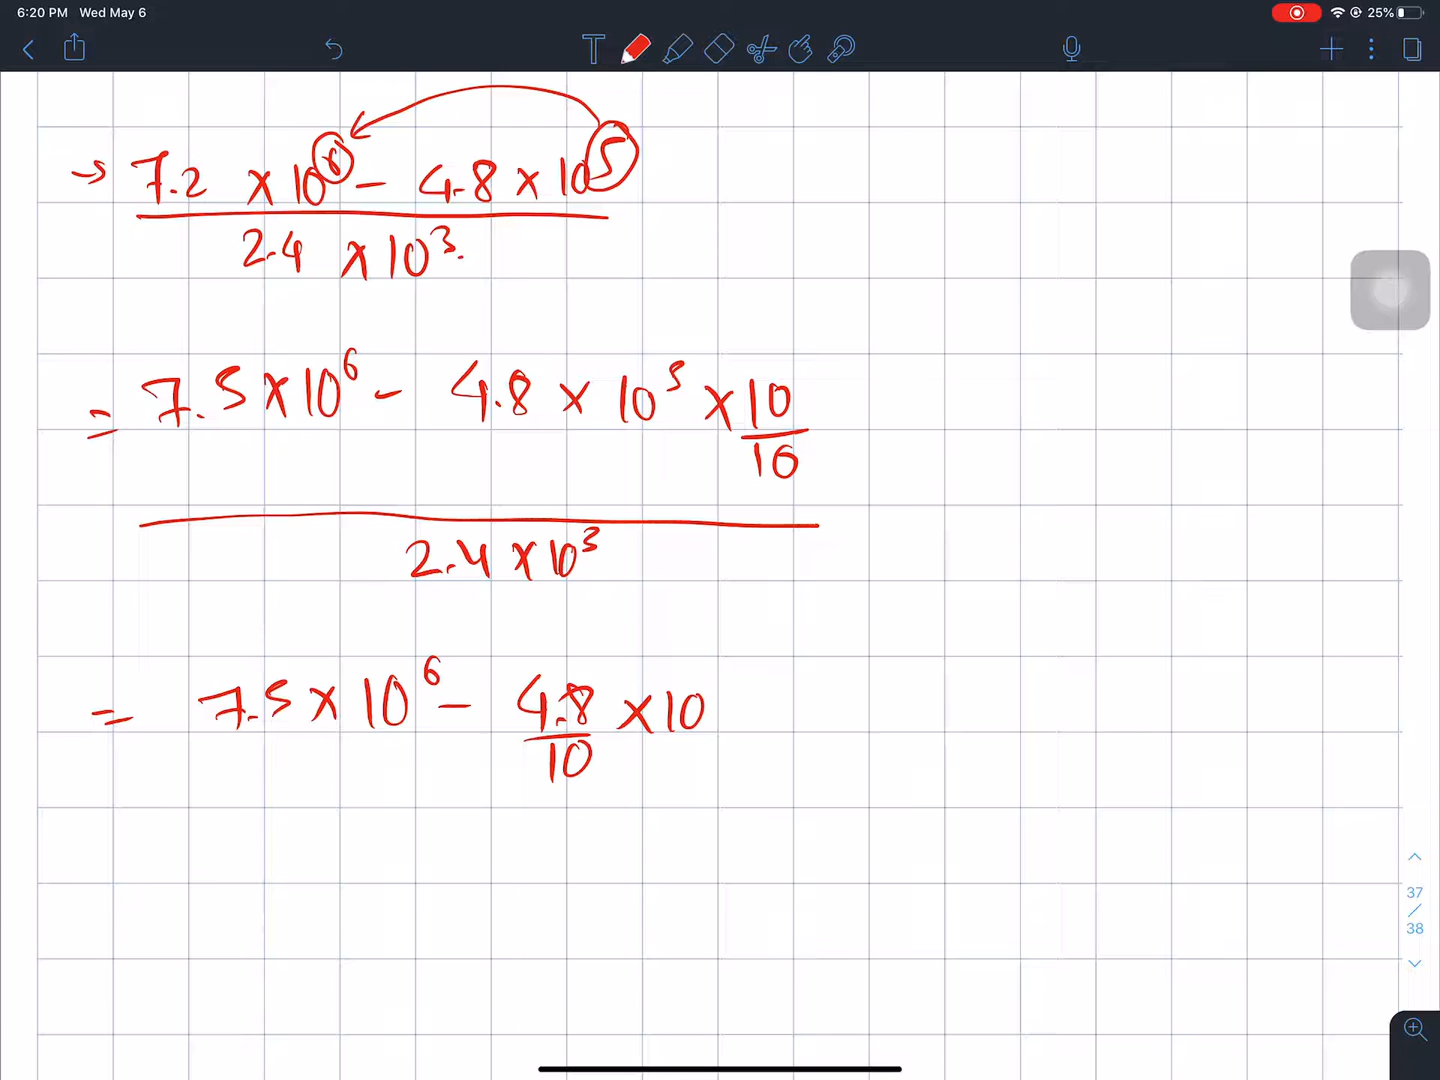 6:20 PM Wed May 6
25%
T
→ 7.2 × 10⁶ − 4.8 × 10⁵
2.4 × 10³.
= 7.5 × 10⁶ − 4.8 × 10⁵ × 10
10
2.4 × 10³
= 7.5 × 10⁶ − 4.8 × 10
10
37
/
38